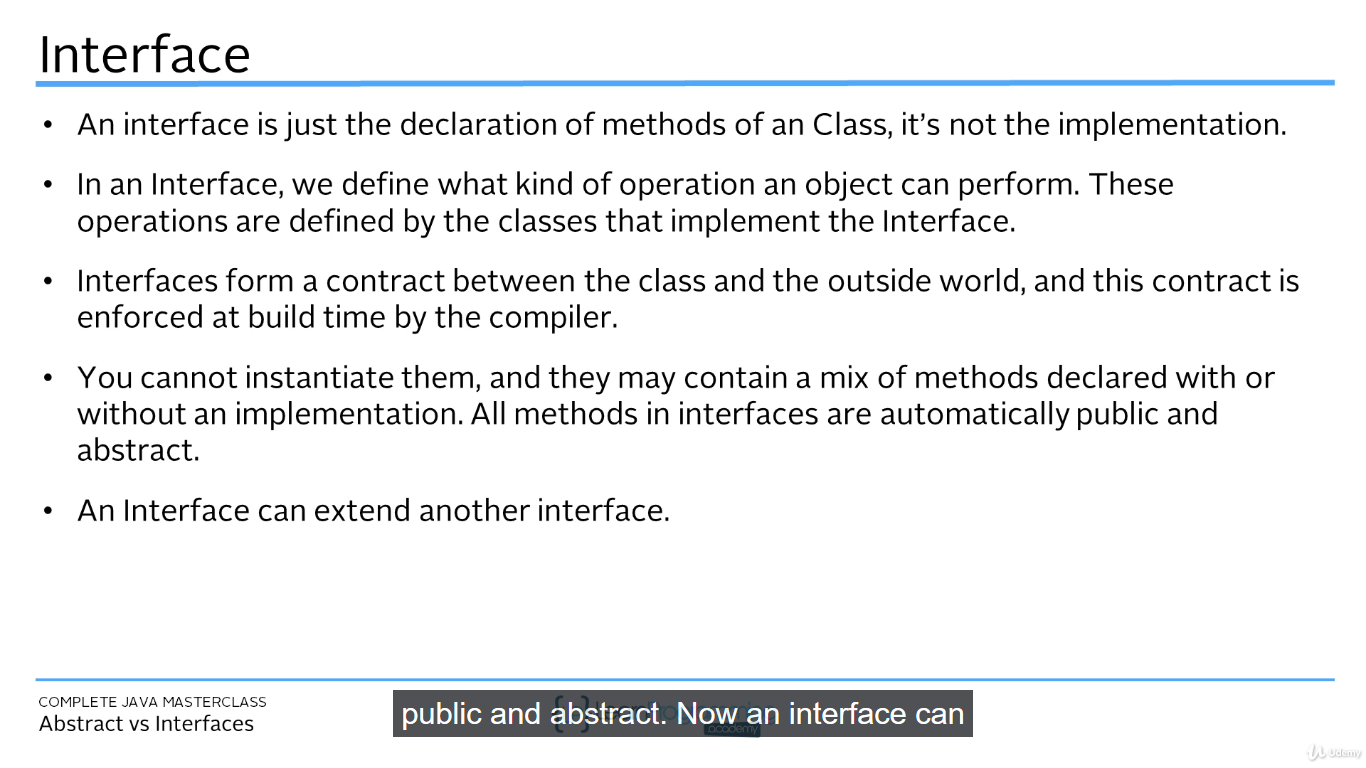 Interface
• An interface is just the declaration of methods of an Class, it’s not the implementation.
• In an Interface, we define what kind of operation an object can perform. These
operations are defined by the classes that implement the Interface.
• Interfaces form a contract between the class and the outside world, and this contract is
enforced at build time by the compiler.
• You cannot instantiate them, and they may contain a mix of methods declared with or
without an implementation. All methods in interfaces are automatically public and
abstract.
• An Interface can extend another interface.
COMPLETE JAVA MASTERCLASS
Abstract vs Interfaces
public and abstract. Now an interface can
academy
Udemy